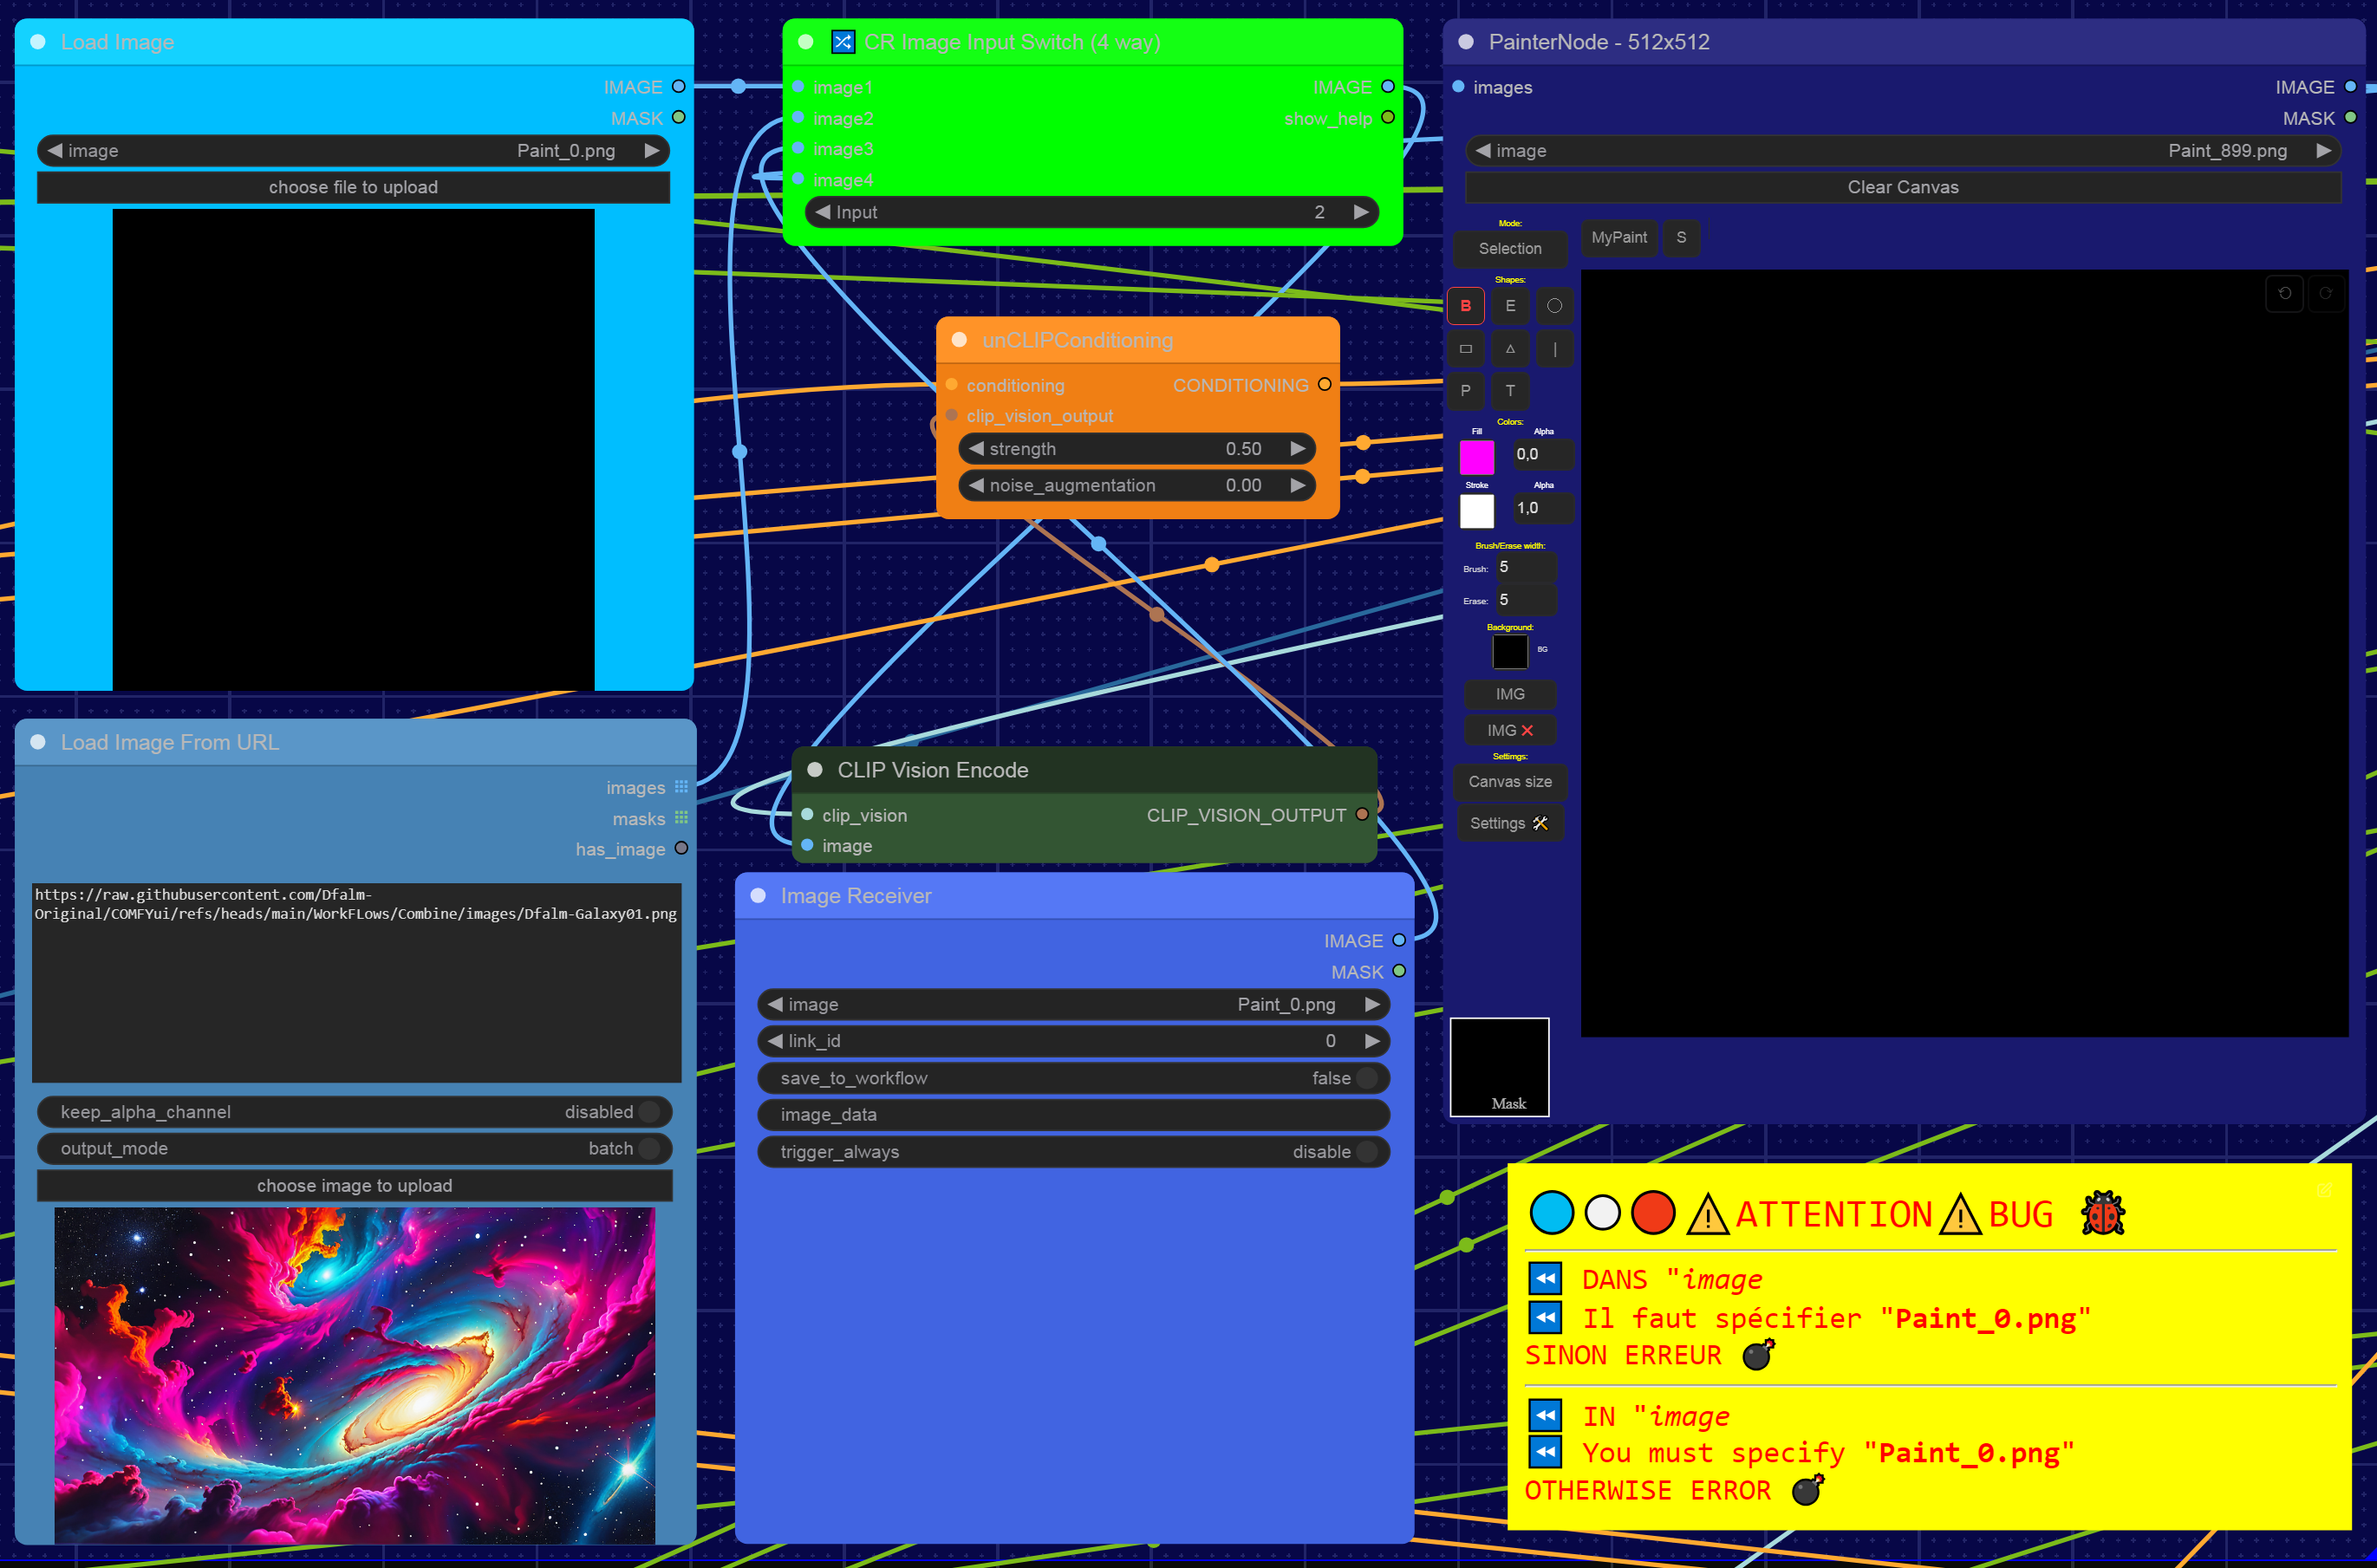 Load Image
IMAGE
MASK
image Paint_0.png
choose file to upload
CR Image Input Switch (4 way)
image1 IMAGE
image2 show_help
image3
image4
Input 2
unCLIPConditioning
conditioning CONDITIONING
clip_vision_output
strength 0.50
noise_augmentation 0.00
PainterNode - 512x512
images IMAGE
MASK
image Paint_899.png
Clear Canvas
Mode:
Selection
MyPaint S
Shapes:
B E
P T
Colors:
Fill Alpha
0,0
Stroke Alpha
1,0
Brush/Erase width:
Brush: 5
Erase: 5
Background:
BG
IMG
IMG
Settimgs:
Canvas size
Settings
Mask
Load Image From URL
images
masks
has_image
https://raw.githubusercontent.com/Dfalm-
Original/COMFYui/refs/heads/main/WorkFLows/Combine/images/Dfalm-Galaxy01.png
keep_alpha_channel disabled
output_mode batch
choose image to upload
CLIP Vision Encode
clip_vision CLIP_VISION_OUTPUT
image
Image Receiver
IMAGE
MASK
image Paint_0.png
link_id 0
save_to_workflow false
image_data
trigger_always disable
🔵⚪🔴⚠ATTENTION⚠BUG 🐞
⏪ DANS "image
⏪ Il faut spécifier "Paint_0.png"
SINON ERREUR 💣
⏪ IN "image
⏪ You must specify "Paint_0.png"
OTHERWISE ERROR 💣